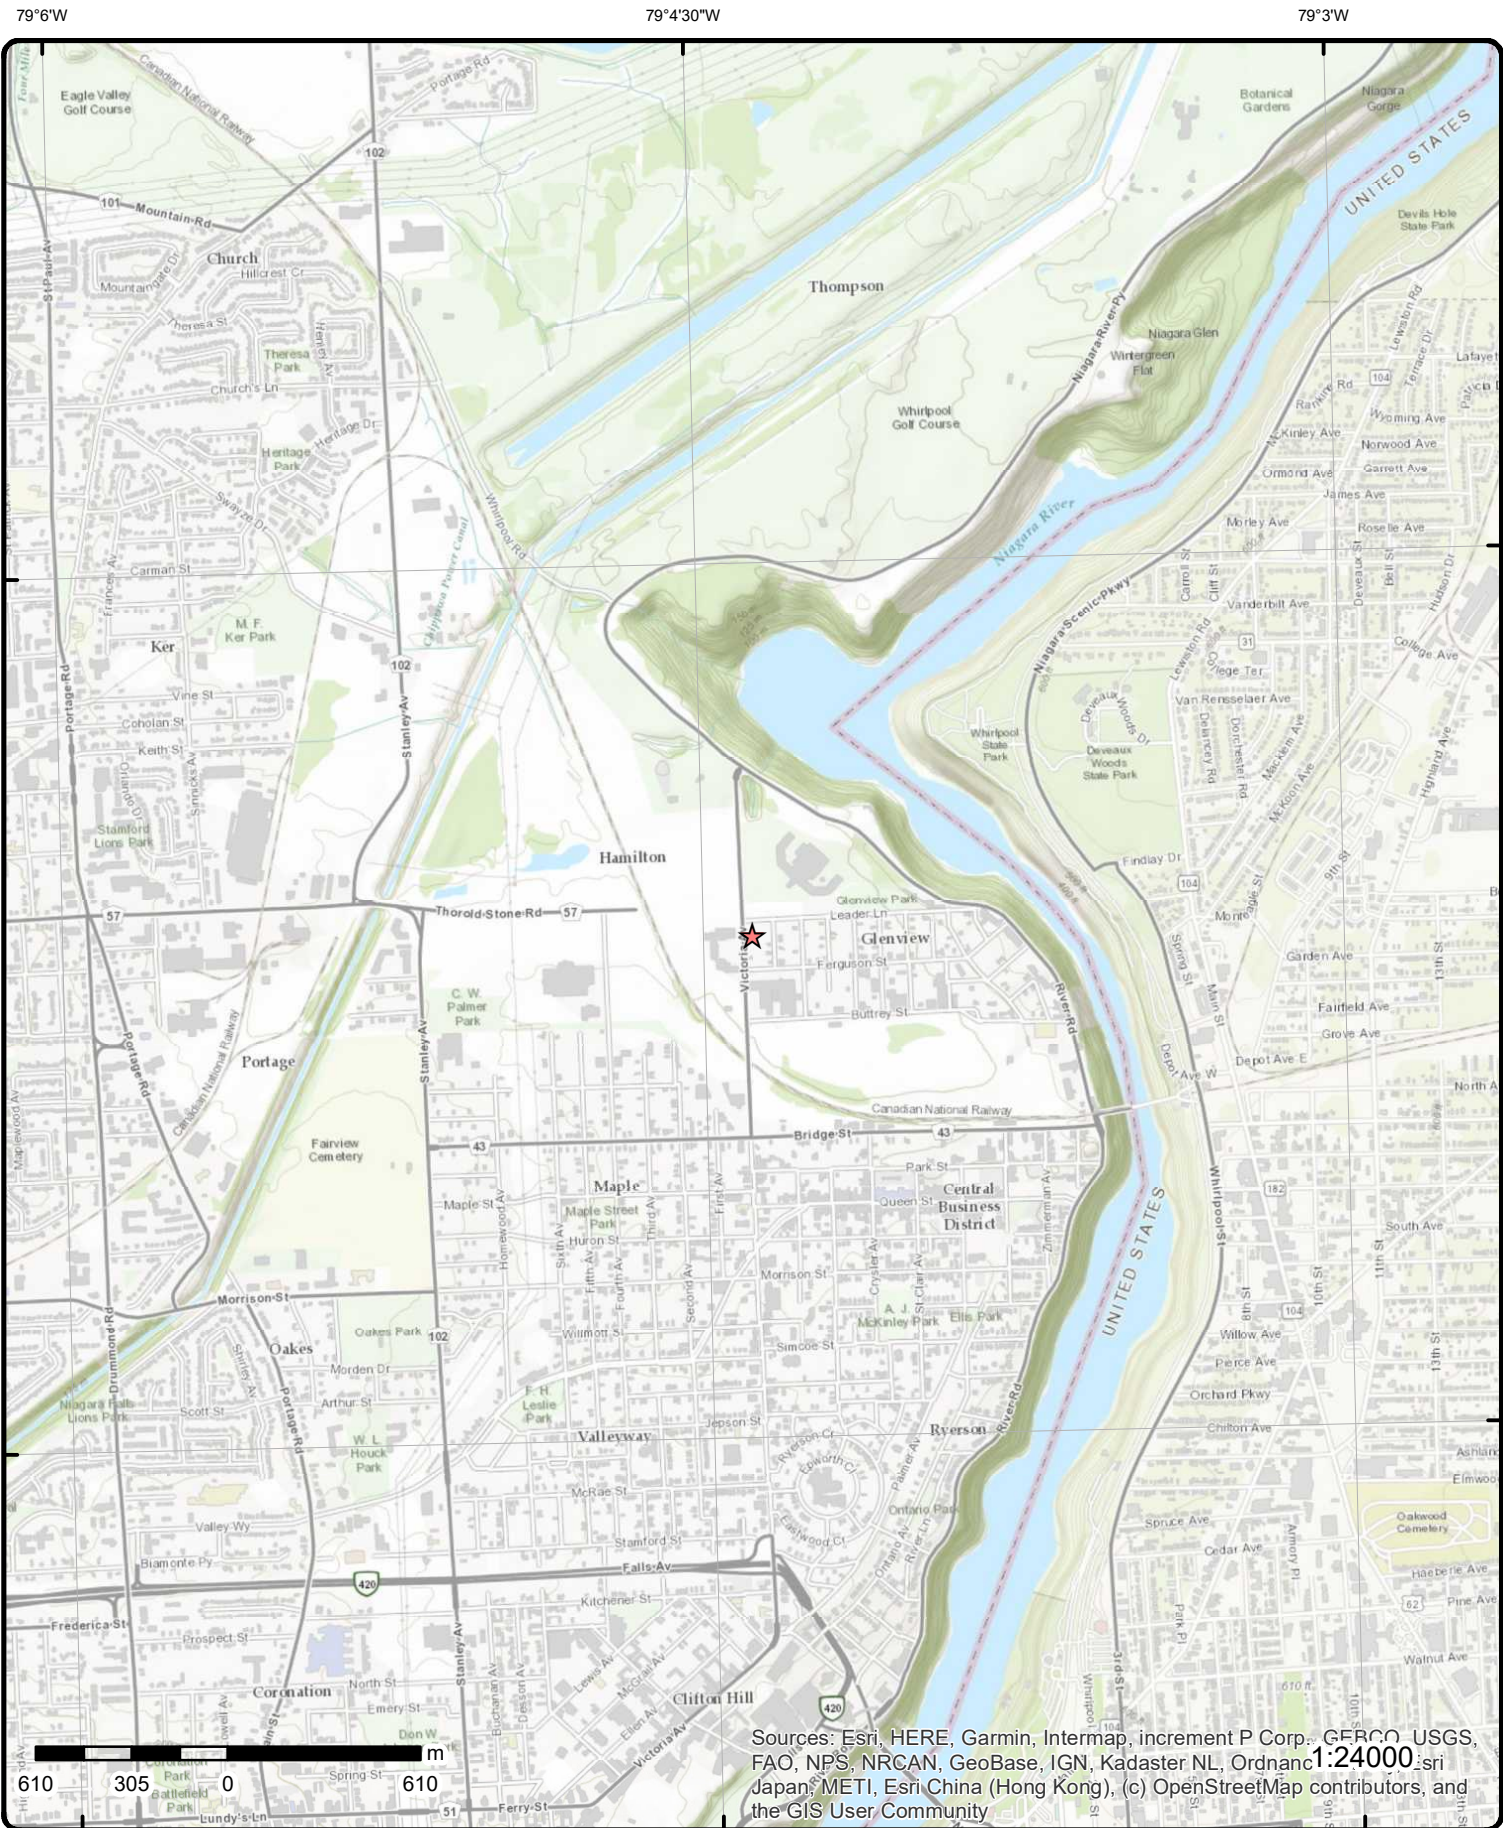 79°6'W
79°4'30"W
79°3'W
Canadian National Railway
Portage Rd
Eagle Valley
Golf Course
Botanical
Gardens
Niagara
Gorge
UNITED STATES
102
101
Mountain-Rd
Devils Hole
State Park
St Paul-Av
Church
Hillcrest Cr
Mountaingate Dr
Thompson
Theresa St
Theresa
Park
Henley Av
Church's Ln
Niagara-River-Py
Niagara Glen
Wintergreen
Flat
Lewiston Rd
Terrace Dr
104
Rankine Rd
Whirlpool
Golf Course
Wyoming Ave
McKinley Ave
Norwood Ave
Heritage Dr
Heritage
Park
Ormond Ave
Garrett Ave
James Ave
Swayze Dr
Whirlpool Rd
Niagara River
Morley Ave
Roselle Ave
Chippawa Power Canal
Carman St
Frances Av
Carroll St
Cliff St
Deveaux St
Bell St
Hudson Dr
Vanderbilt Ave
Niagara-Scenic-Pkwy
M. F.
Ker Park
Ker
31
College Ave
Lewiston Rd
College Ter
102
Portage-Rd
Vine St
Van Rensselaer Ave
Coholan St
Stanley-Av
Keith St
Whirlpool
State
Park
Deveaux
Woods Dr
Deveaux
Woods
State Park
Delancey Rd
Dorchester Rd
Macklem Ave
McKoon Ave
Highland Ave
Orlando Dr
Sinnicks Av
Stamford
Lions Park
Hamilton
Findlay Dr
9th St
104
Glenview Park
Leader Ln
57
Thorold-Stone-Rd
57
Glenview
Spring St
Garden Ave
13th St
Ferguson St
C. W.
Palmer
Park
Buttrey St
River-Rd
Main St
Fairfield Ave
Grove Ave
Portage-Rd
Canadian National Railway
Portage
Stanley-Av
Depot Ave W
Depot Ave E
Maplewood Av
Canadian National Railway
Bridge-St
43
43
Fairview
Cemetery
Park St
Maple
Maple St
Homewood Av
Maple Street
Park
Third Av
First Av
Queen St
Central
Business
District
Zimmerman Av
UNITED STATES
Whirlpool-St
182
South Ave
Huron St
Sixth Av
Fifth Av
Fourth Av
Second Av
Morrison St
Crysler Av
St Clair Av
11th St
10th St
8th St
Morrison-St
A. J.
McKinley Park
Ellis Park
104
Drummond-Rd
Oakes Park
102
Willmott St
Simcoe-St
Willow Ave
Oakes
Shirley Av
Morden Dr
Pierce Ave
13th St
Orchard Pkwy
Niagara Falls
Lions Park
Scott St
Portage-Rd
Arthur St
F. H.
Leslie
Park
Jepson St
River-Rd
Chilton Ave
W. L.
Houck
Park
Valleyway
Ryerson Cr
Epworth Ci
Ryerson
Palmer Av
McRae St
Ontario Park
Spruce Ave
Oakwood
Cemetery
Valley Wy
Eastwood Ct
Stamford St
Ontario Av
River-Ln
Cedar Ave
Armory Pl
Biamonte Py
Falls-Av
Haeberle Ave
420
Kitchener St
62
Pine Ave
Frederica-St
Prospect St
Park Pl
Stanley-Av
Lewis Av
McGrail Av
Walnut Ave
Coronation
North St
Buchanan Av
Desson Av
Clifton Hill
Ellen Av
Victoria Av
3rd-St
610 ft
Emery St
420
104
Spring-St
Coronation
Park
Battlefield
Park
Lundy's-Ln
51
Ferry-St
610 305 0 610 m
Sources: Esri, HERE, Garmin, Intermap, increment P Corp., GEBCO, USGS,
FAO, NPS, NRCAN, GeoBase, IGN, Kadaster NL, Ordnanc
1:24000
Japan, METI, Esri China (Hong Kong), (c) OpenStreetMap contributors, and
the GIS User Community